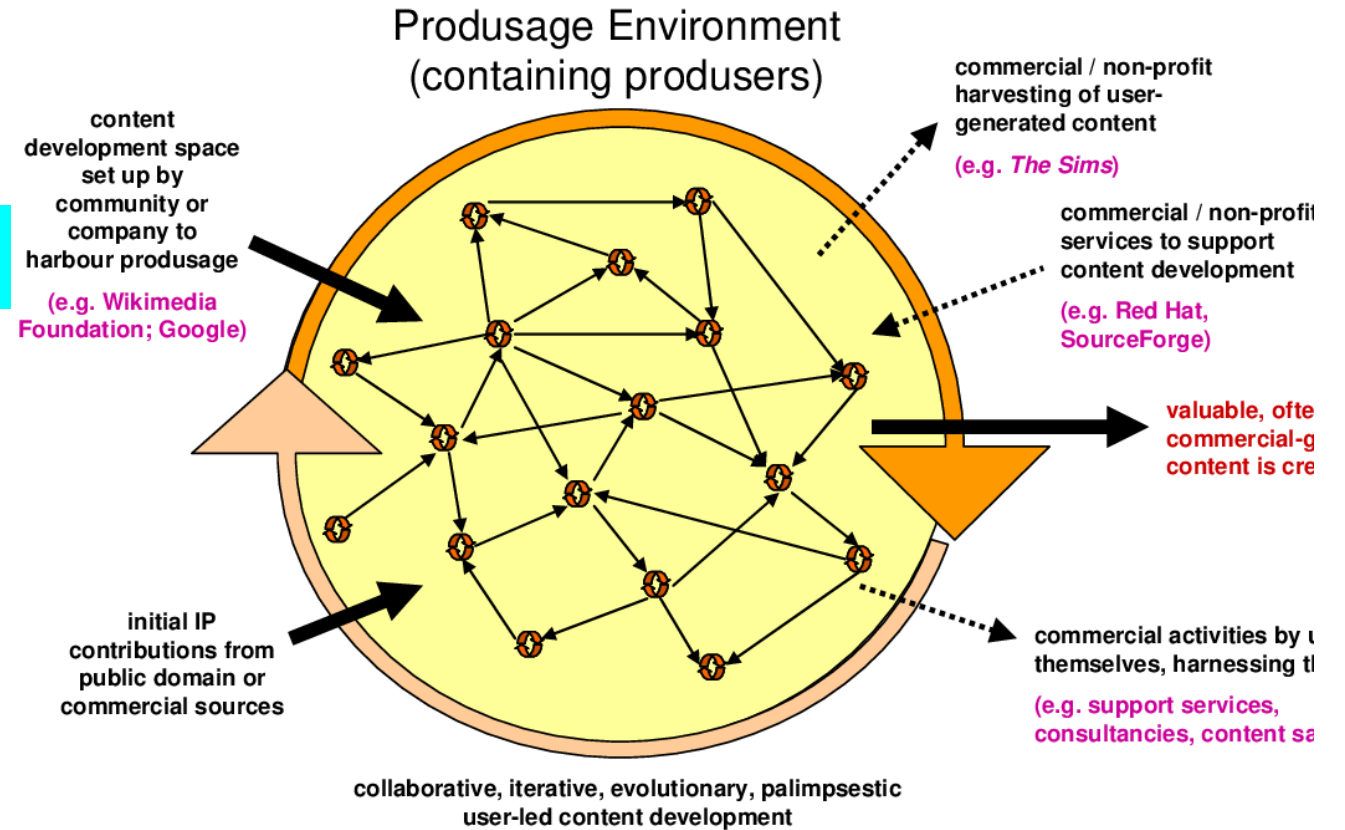 Produsage Environment
(containing produsers)
content
development space
set up by
community or
company to
harbour produsage
(e.g. Wikimedia
Foundation; Google)
commercial / non-profit
harvesting of user-
generated content
(e.g. The Sims)
commercial / non-profit
services to support
content development
(e.g. Red Hat,
SourceForge)
valuable, ofte
commercial-g
content is cre
initial IP
contributions from
public domain or
commercial sources
commercial activities by u
themselves, harnessing th
(e.g. support services,
consultancies, content sa
collaborative, iterative, evolutionary, palimpsestic
user-led content development